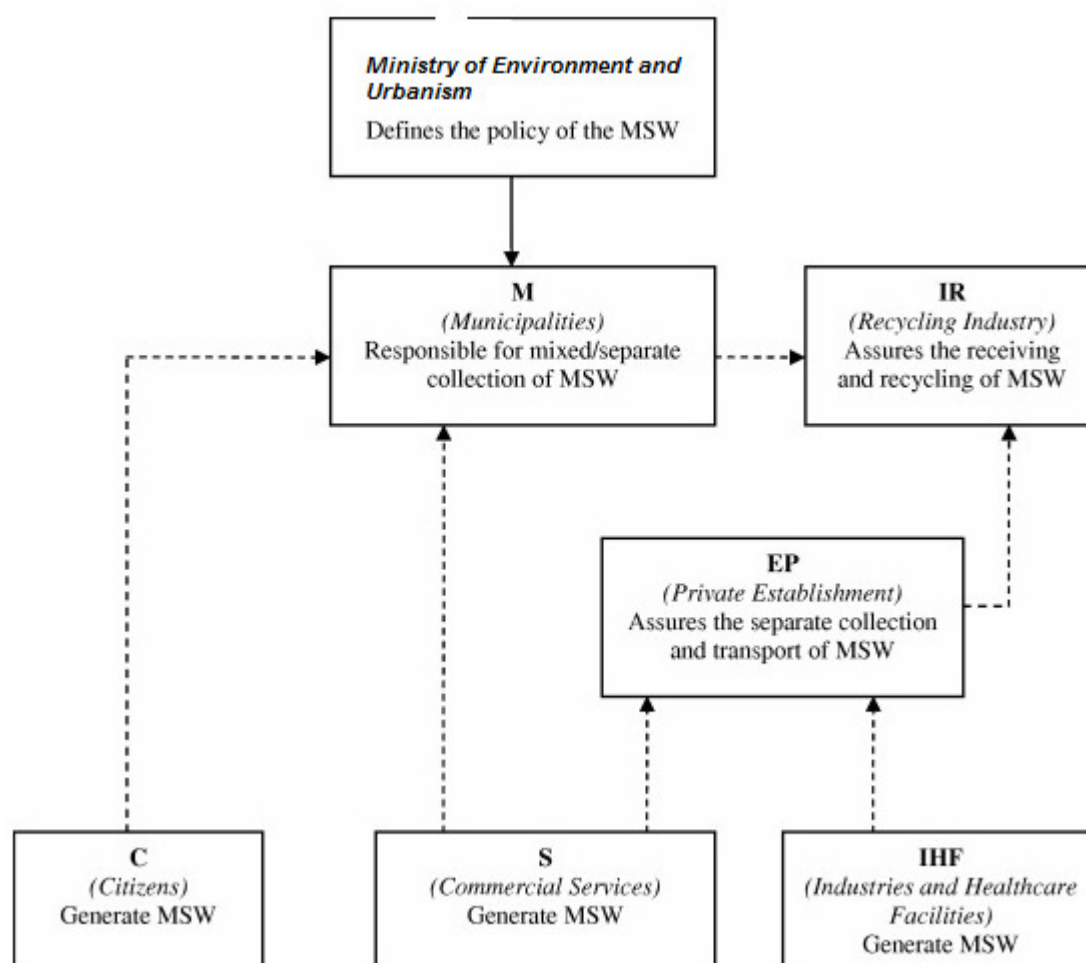 Ministry of Environment and
Urbanism
Defines the policy of the MSW
M
(Municipalities)
Responsible for mixed/separate
collection of MSW
IR
(Recycling Industry)
Assures the receiving
and recycling of MSW
EP
(Private Establishment)
Assures the separate collection
and transport of MSW
C
(Citizens)
Generate MSW
S
(Commercial Services)
Generate MSW
IHF
(Industries and Healthcare
Facilities)
Generate MSW